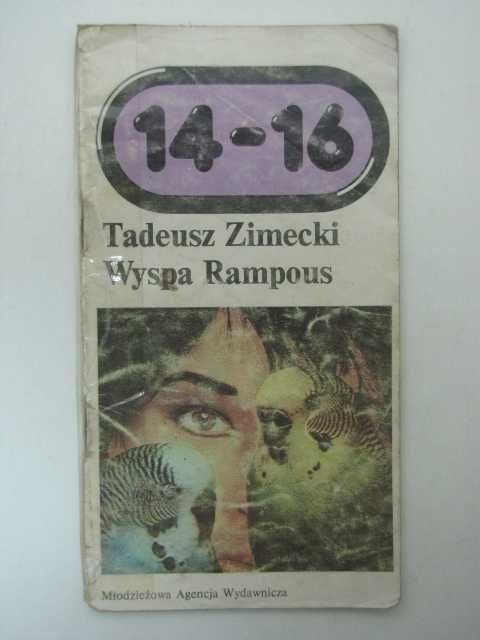 14-16
Tadeusz Zimecki
Wyspa Rampous
Młodzieżowa Agencja Wydawnicza